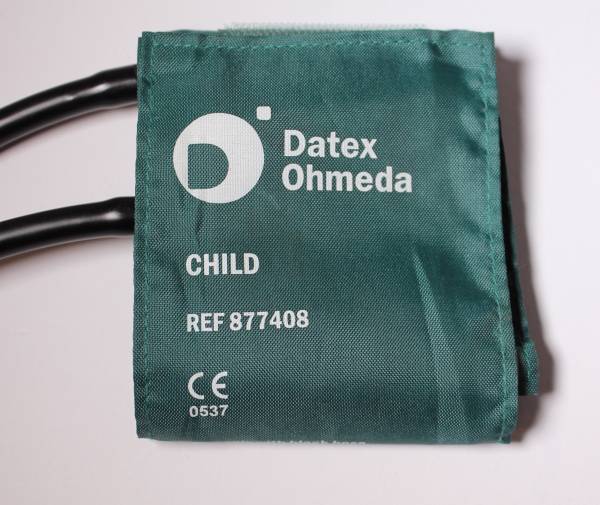 Datex
Ohmeda
CHILD
REF 877408
CE
0537